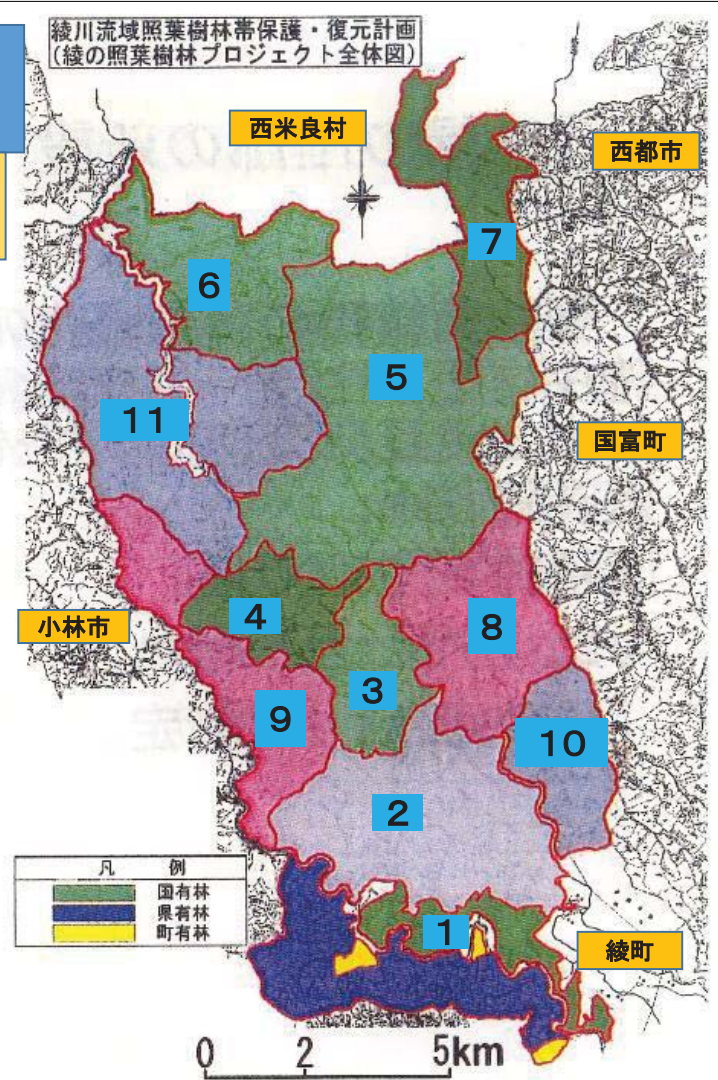 綾川流域照葉樹林帯保護・復元計画
(綾の照葉樹林プロジェクト全体図)
西米良村
西都市
7
6
5
11
国富町
4
小林市
8
3
9
10
2
凡 例
国有林
県有林
町有林
1
綾町
0 2 5km